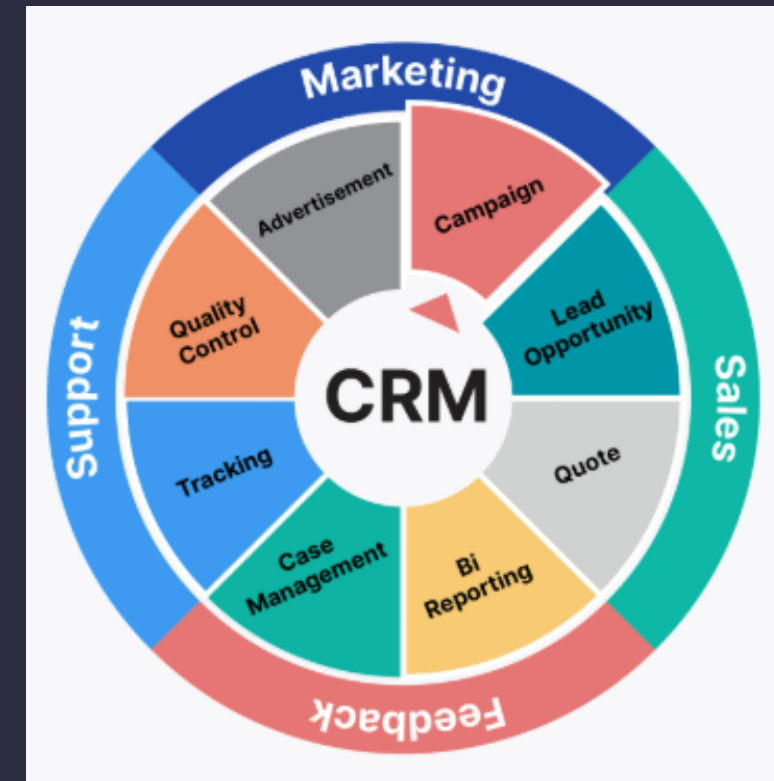 Marketing
Advertisement
Campaign
Lead
Opportunity
Quality
Control
Support
CRM
Sales
Tracking
Quote
Case
Management
Bi
Reporting
Feedback